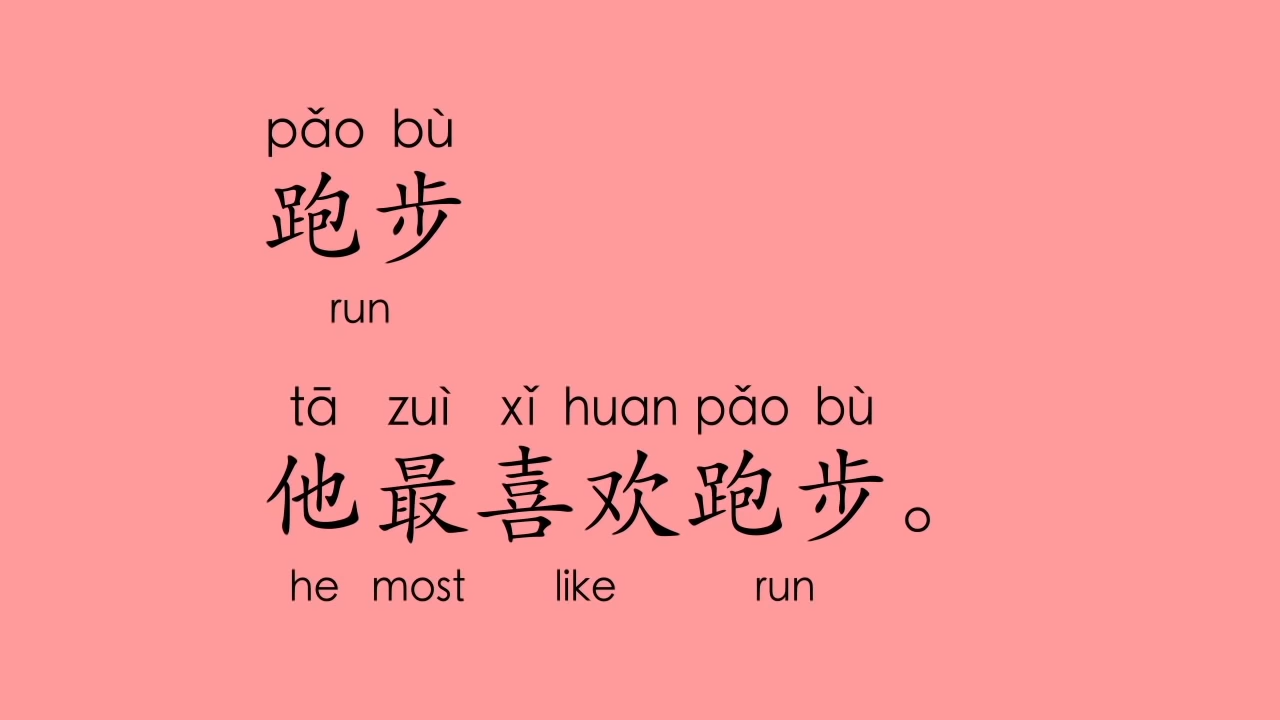 pǎo bù
跑步
run
tā zuì xǐ huan pǎo bù
他最喜欢跑步。
he most like run